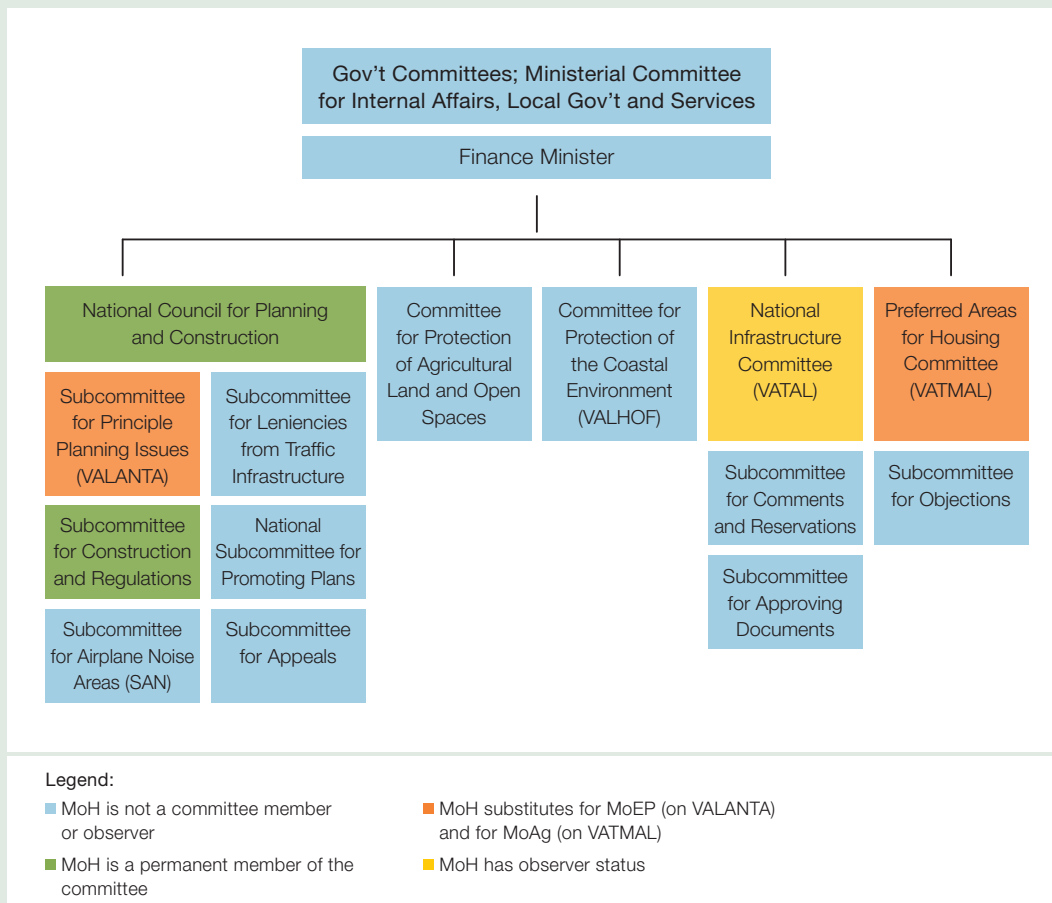 Gov't Committees; Ministerial Committee
for Internal Affairs, Local Gov't and Services
Finance Minister
National Council for Planning
and Construction
Subcommittee
for Principle
Planning Issues
(VALANTA)
Subcommittee
for Leniencies
from Traffic
Infrastructure
Subcommittee
for Construction
and Regulations
National
Subcommittee for
Promoting Plans
Subcommittee
for Airplane Noise
Areas (SAN)
Subcommittee
for Appeals
Committee
for Protection
of Agricultural
Land and Open
Spaces
Committee for
Protection of
the Coastal
Environment
(VALHOF)
National
Infrastructure
Committee
(VATAL)
Subcommittee
for Comments
and Reservations
Subcommittee
for Approving
Documents
Preferred Areas
for Housing
Committee
(VATMAL)
Subcommittee
for Objections
Legend:
MoH is not a committee member
or observer
MoH is a permanent member of the
committee
MoH substitutes for MoEP (on VALANTA)
and for MoAg (on VATMAL)
MoH has observer status